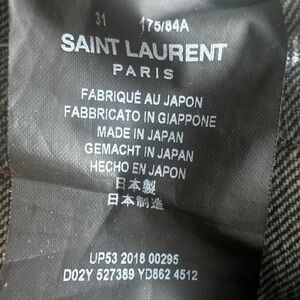 31 175/84A
SAINT LAURENT
PARIS
FABRIQUÉ AU JAPON
FABBRICATO IN GIAPPONE
MADE IN JAPAN
GEMACHT IN JAPAN
HECHO EN JAPON
日本製
日本制造
UP53 2018 00295
D02Y 527389 YD862 4512